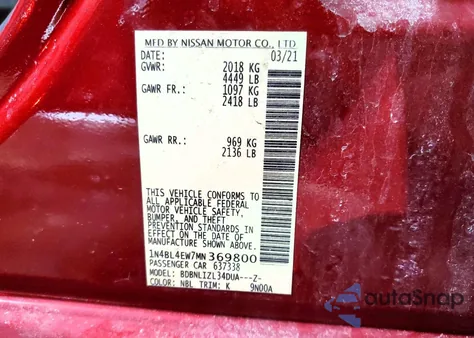 MFD BY NISSAN MOTOR CO., LTD
DATE: 03/21
GVWR: 2018 KG
4449 LB
GAWR FR.: 1097 KG
2418 LB
GAWR RR.: 969 KG
2136 LB
THIS VEHICLE CONFORMS TO
ALL APPLICABLE FEDERAL
MOTOR VEHICLE SAFETY,
BUMPER, AND THEFT
PREVENTION STANDARDS IN
EFFECT ON THE DATE OF
MANUFACTURE SHOWN ABOVE.
1N4BL4EW7MN369800
PASSENGER CAR 637338
MODEL: BDBNLIZL34DUA---Z-
COLOR: NBL TRIM: K 9N00A
autoSnap